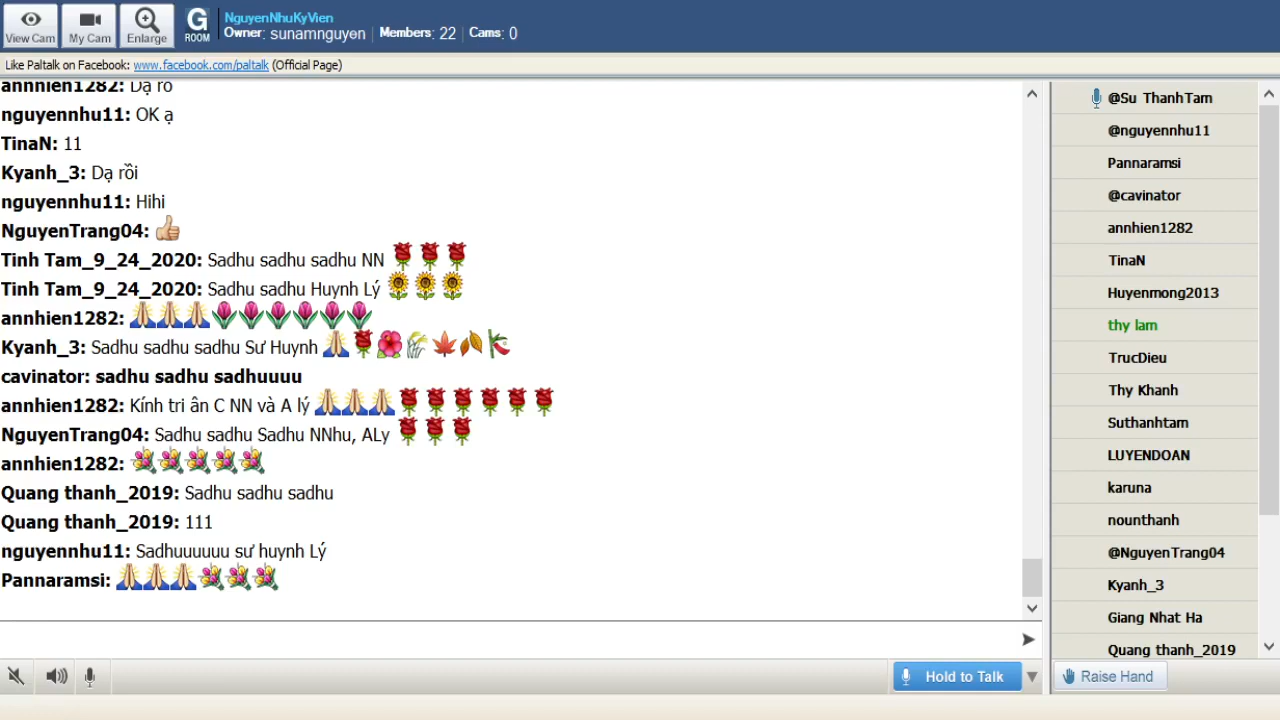 View Cam
My Cam
Enlarge
G
ROOM
NguyenNhuKyVien
Owner: sunamnguyen | Members: 22 | Cams: 0
Like Paltalk on Facebook: www.facebook.com/paltalk (Official Page)
annhien1282: Dạ rõ
nguyennhu11: OK ạ
TinaN: 11
Kyanh_3: Dạ rồi
nguyennhu11: Hihi
NguyenTrang04:
Tinh Tam_9_24_2020: Sadhu sadhu sadhu NN
Tinh Tam_9_24_2020: Sadhu sadhu Huynh Lý
annhien1282:
Kyanh_3: Sadhu sadhu sadhu Sư Huynh
cavinator: sadhu sadhu sadhuuuu
annhien1282: Kính tri ân C NN và A lý
NguyenTrang04: Sadhu sadhu Sadhu NNhu, ALy
annhien1282:
Quang thanh_2019: Sadhu sadhu sadhu
Quang thanh_2019: 111
nguyennhu11: Sadhuuuuuu sư huynh Lý
Pannaramsi:
@Su ThanhTam
@nguyennhu11
Pannaramsi
@cavinator
annhien1282
TinaN
Huyenmong2013
thy lam
TrucDieu
Thy Khanh
Suthanhtam
LUYENDOAN
karuna
nounthanh
@NguyenTrang04
Kyanh_3
Giang Nhat Ha
Quang thanh_2019
Hold to Talk
Raise Hand